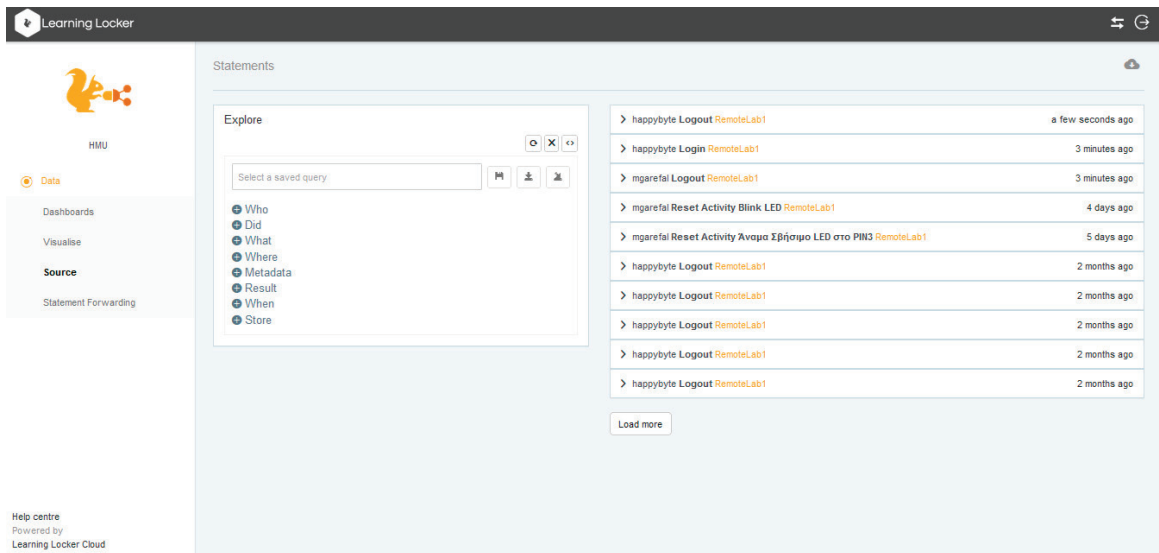 Learning Locker
HMU
Data
Dashboards
Visualise
Source
Statement Forwarding
Help centre
Powered by
Learning Locker Cloud
Statements
Explore
Select a saved query
Who
Did
What
Where
Metadata
Result
When
Store
happybyte Logout RemoteLab1 a few seconds ago
happybyte Login RemoteLab1 3 minutes ago
mgarefal Logout RemoteLab1 3 minutes ago
mgarefal Reset Activity Blink LED RemoteLab1 4 days ago
mgarefal Reset Activity Άναμα Σβήσιμο LED στο PIN3 RemoteLab1 5 days ago
happybyte Logout RemoteLab1 2 months ago
happybyte Logout RemoteLab1 2 months ago
happybyte Logout RemoteLab1 2 months ago
happybyte Logout RemoteLab1 2 months ago
happybyte Logout RemoteLab1 2 months ago
Load more